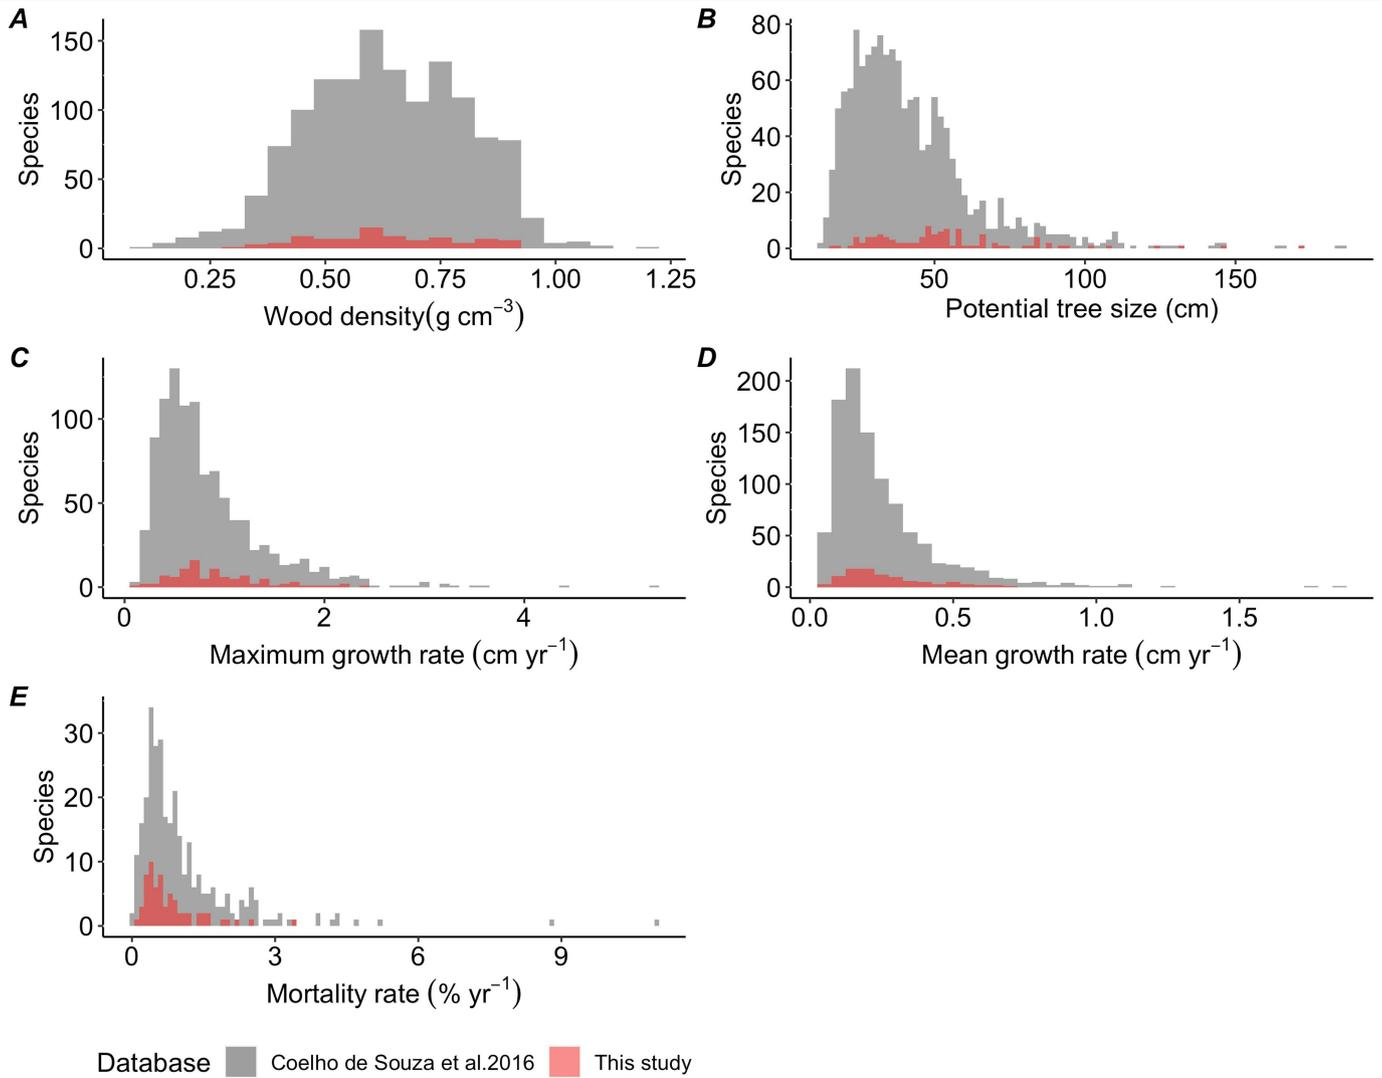 A
Species
150
100
50
0
0.25 0.50 0.75 1.00 1.25
Wood density(g cm⁻³)
B
Species
80
60
40
20
0
50 100 150
Potential tree size (cm)
C
Species
100
50
0
0 2 4
Maximum growth rate (cm yr⁻¹)
D
Species
200
150
100
50
0
0.0 0.5 1.0 1.5
Mean growth rate (cm yr⁻¹)
E
Species
30
20
10
0
0 3 6 9
Mortality rate (% yr⁻¹)
Database Coelho de Souza et al.2016 This study